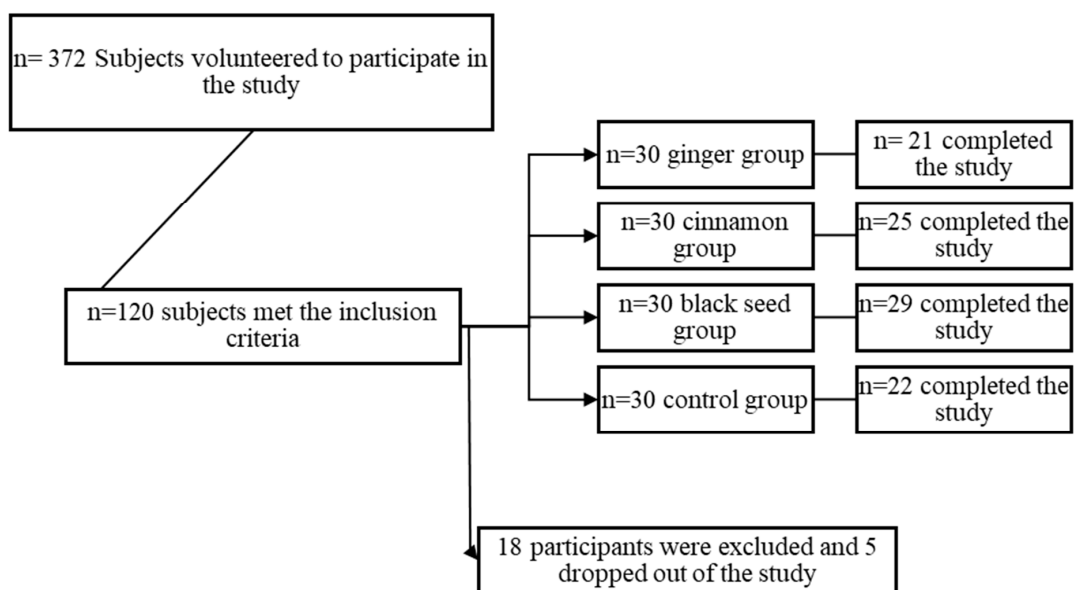 n= 372 Subjects volunteered to participate in
the study
n=120 subjects met the inclusion
criteria
n=30 ginger group
n= 21 completed
the study
n=30 cinnamon
group
n=25 completed the
study
n=30 black seed
group
n=29 completed the
study
n=30 control group
n=22 completed the
study
18 participants were excluded and 5
dropped out of the study